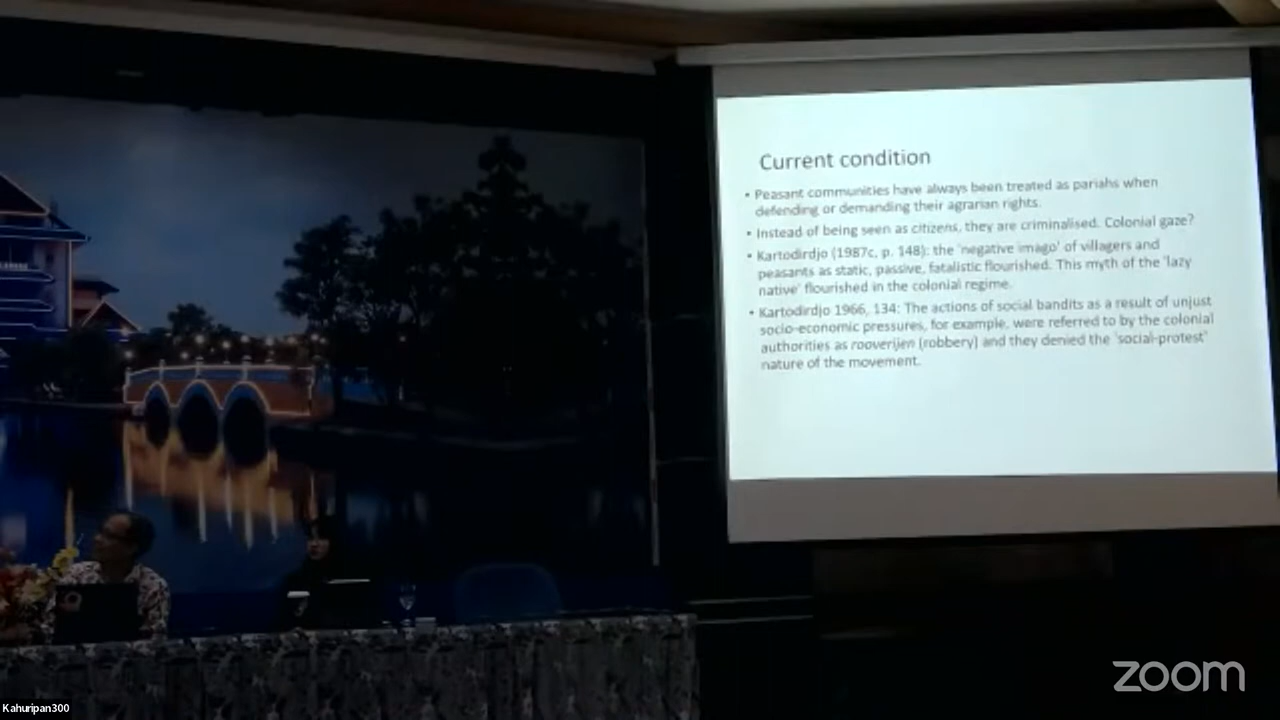 Current condition
• Peasant communities have always been treated as pariahs when
defending or demanding their agrarian rights.
• Instead of being seen as citizens, they are criminalised. Colonial gaze?
• Kartodirdjo (1987c, p. 148): the 'negative imago' of villagers and
peasants as static, passive, fatalistic flourished. This myth of the 'lazy
native' flourished in the colonial regime.
• Kartodirdjo 1966, 134: The actions of social bandits as a result of unjust
socio-economic pressures, for example, were referred to by the colonial
authorities as rooverijen (robbery) and they denied the 'social-protest'
nature of the movement.
zoom
Kahuripan300